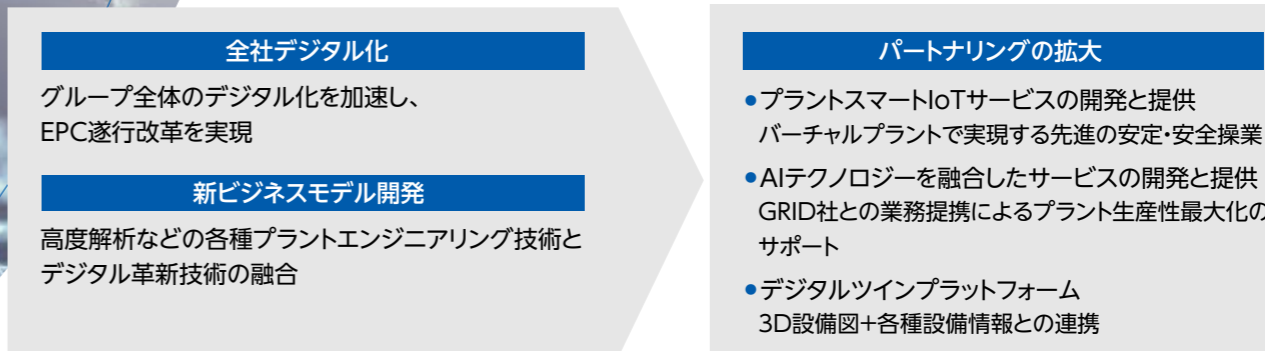 全社デジタル化
グループ全体のデジタル化を加速し、
EPC遂行改革を実現
新ビジネスモデル開発
高度解析などの各種プラントエンジニアリング技術と
デジタル革新技術の融合
パートナリングの拡大
●プラントスマートIoTサービスの開発と提供
バーチャルプラントで実現する先進の安定・安全操業
●AIテクノロジーを融合したサービスの開発と提供
GRID社との業務提携によるプラント生産性最大化の
サポート
●デジタルツインプラットフォーム
3D設備図+各種設備情報との連携